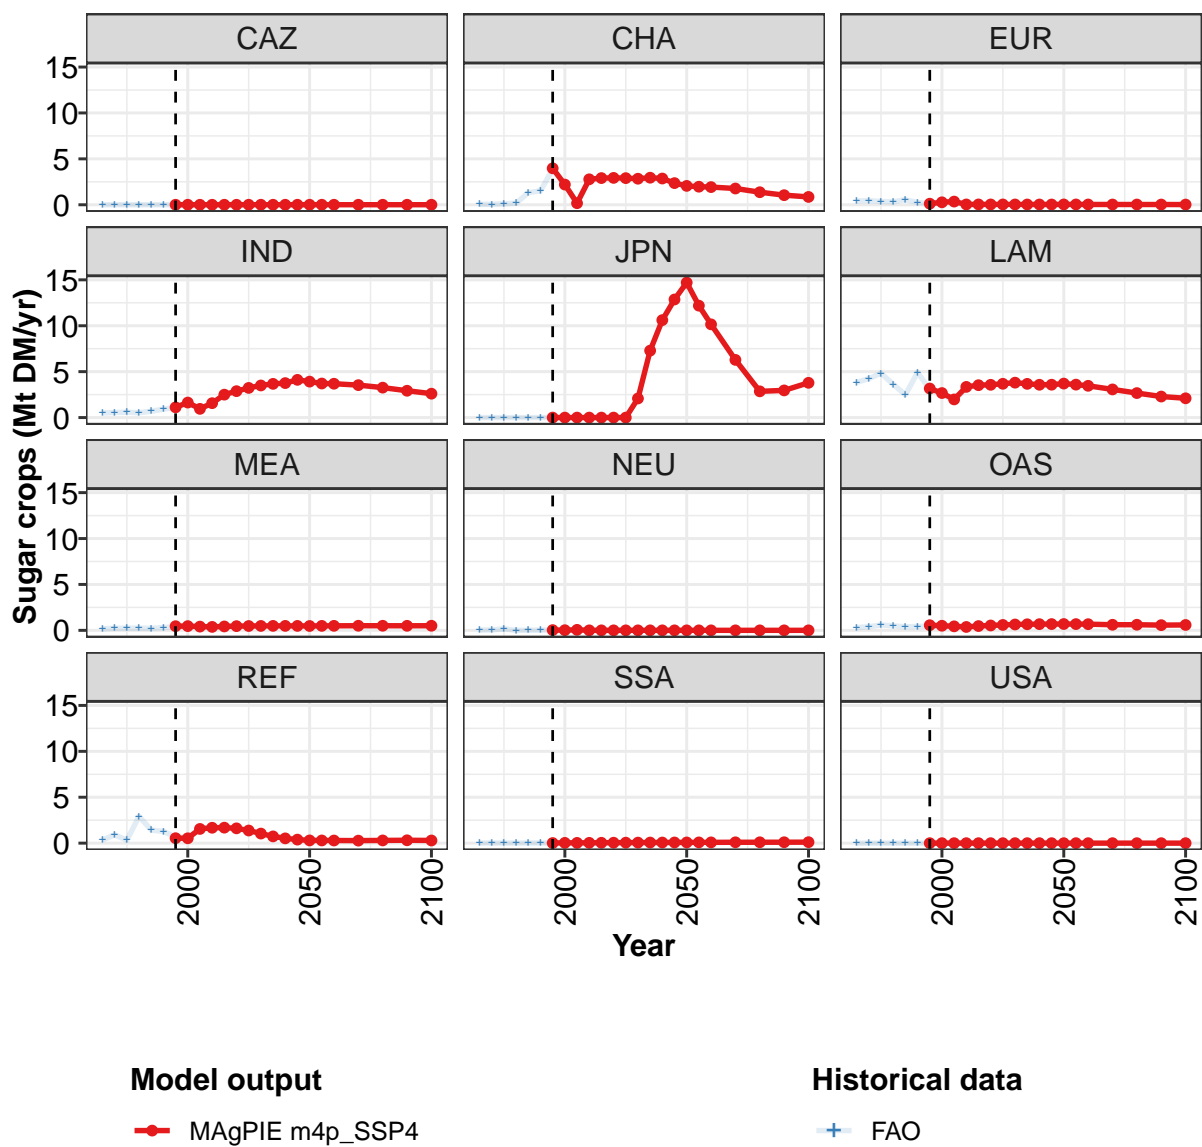 CAZ CHA EUR
15
10
5
0
IND JPN LAM
15
10
5
0
MEA NEU OAS
15
10
5
0
REF SSA USA
15
10
5
0
Sugar crops (Mt DM/yr)
2000 2050 2100 2000 2050 2100 2000 2050 2100
Year
Model output Historical data
MAgPIE m4p_SSP4 FAO